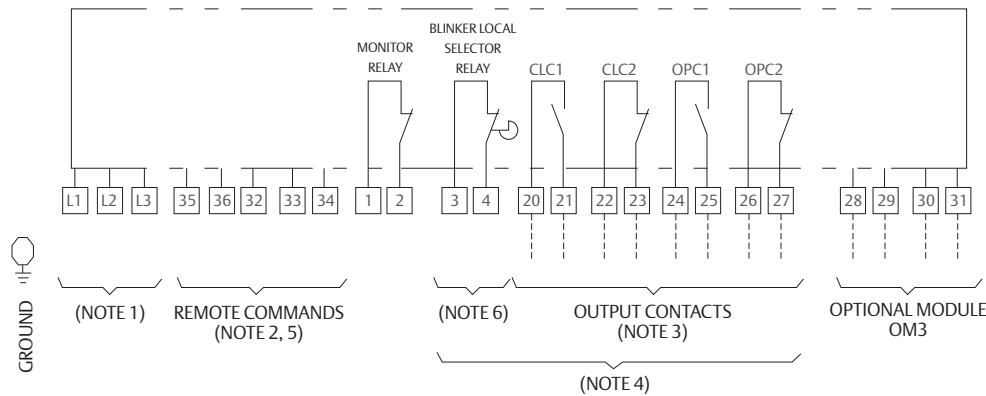 BLINKER LOCAL
SELECTOR
RELAY
MONITOR
RELAY
CLC1
CLC2
OPC1
OPC2
L1 L2 L3 35 36 32 33 34 1 2 3 4 20 21 22 23 24 25 26 27 28 29 30 31
GROUND
(NOTE 1)
REMOTE COMMANDS
(NOTE 2, 5)
(NOTE 6)
OUTPUT CONTACTS
(NOTE 3)
OPTIONAL MODULE
OM3
(NOTE 4)